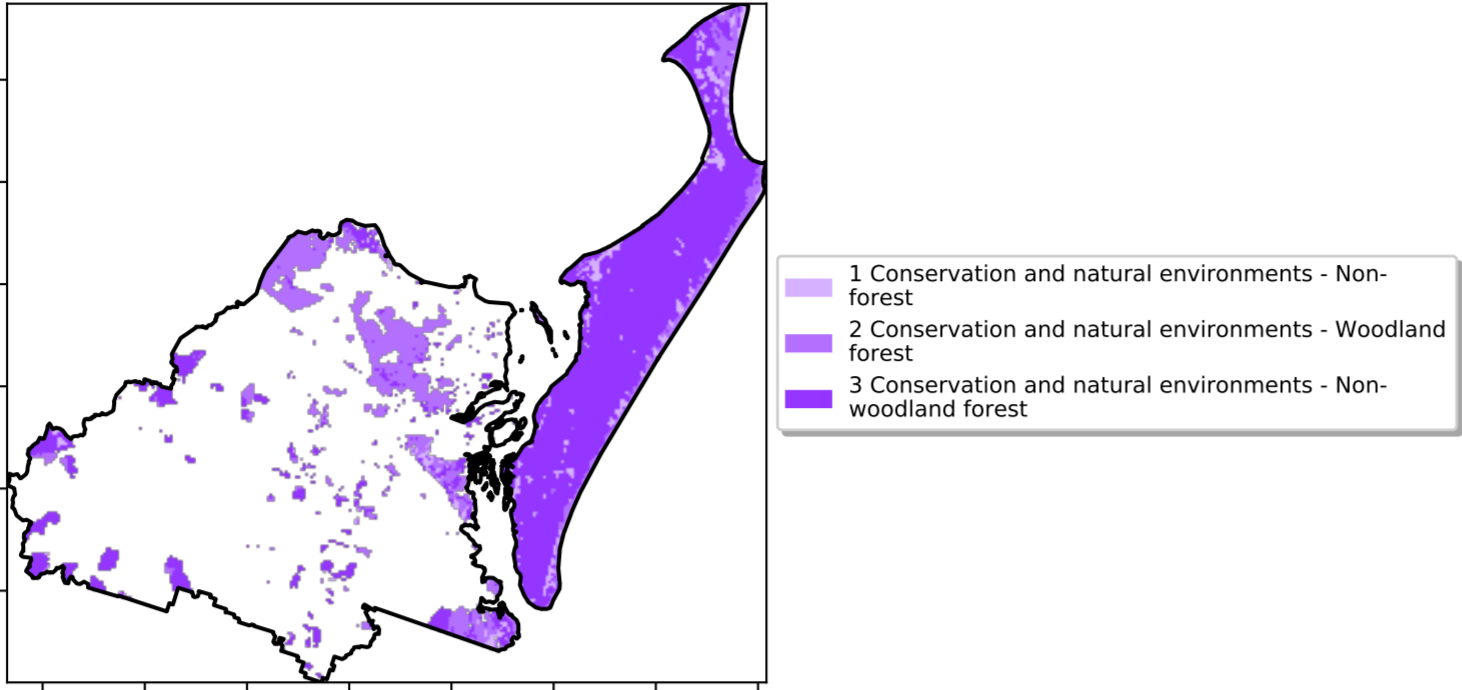 1 Conservation and natural environments - Non-
forest
2 Conservation and natural environments - Woodland
forest
3 Conservation and natural environments - Non-
woodland forest